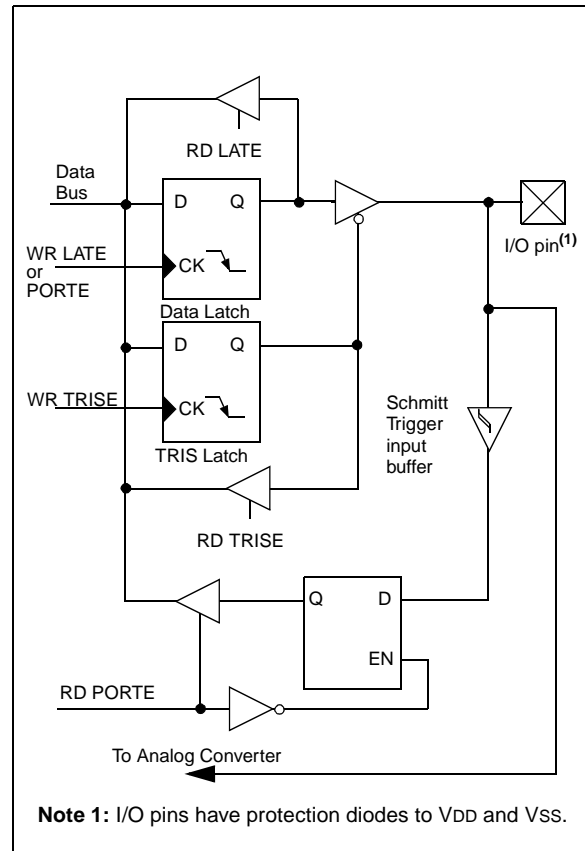 RD LATE
Data
Bus
D Q
WR LATE
or
PORTE
CK
Data Latch
I/O pin(1)
D Q
WR TRISE
CK
TRIS Latch
Schmitt
Trigger
input
buffer
RD TRISE
Q D
EN
RD PORTE
To Analog Converter
Note 1: I/O pins have protection diodes to VDD and VSS.